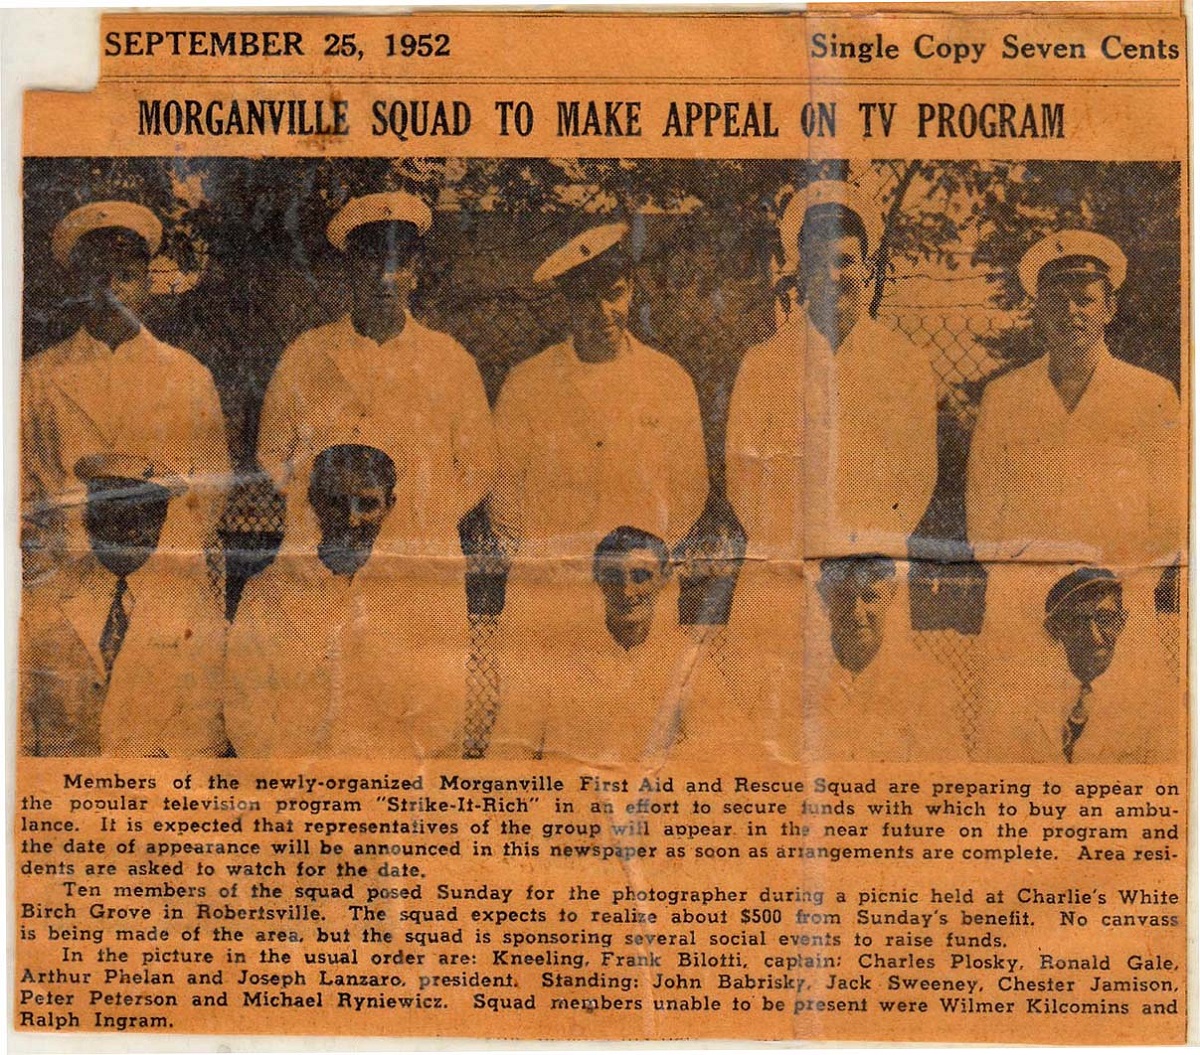 SEPTEMBER 25, 1952
Single Copy Seven Cents
MORGANVILLE SQUAD TO MAKE APPEAL ON TV PROGRAM
Members of the newly-organized Morganville First Aid and Rescue Squad are preparing to appear on
the popular television program "Strike-It-Rich" in an effort to secure funds with which to buy an ambu-
lance. It is expected that representatives of the group will appear in the near future on the program and
the date of appearance will be announced in this newspaper as soon as arrangements are complete. Area resi-
dents are asked to watch for the date.
Ten members of the squad posed Sunday for the photographer during a picnic held at Charlie's White
Birch Grove in Robertsville. The squad expects to realize about $500 from Sunday's benefit. No canvass
is being made of the area, but the squad is sponsoring several social events to raise funds.
In the picture in the usual order are: Kneeling, Frank Bilotti, captain; Charles Plosky, Ronald Gale,
Arthur Phelan and Joseph Lanzaro, president. Standing: John Babrisky, Jack Sweeney, Chester Jamison,
Peter Peterson and Michael Ryniewicz. Squad members unable to be present were Wilmer Kilcomins and
Ralph Ingram.